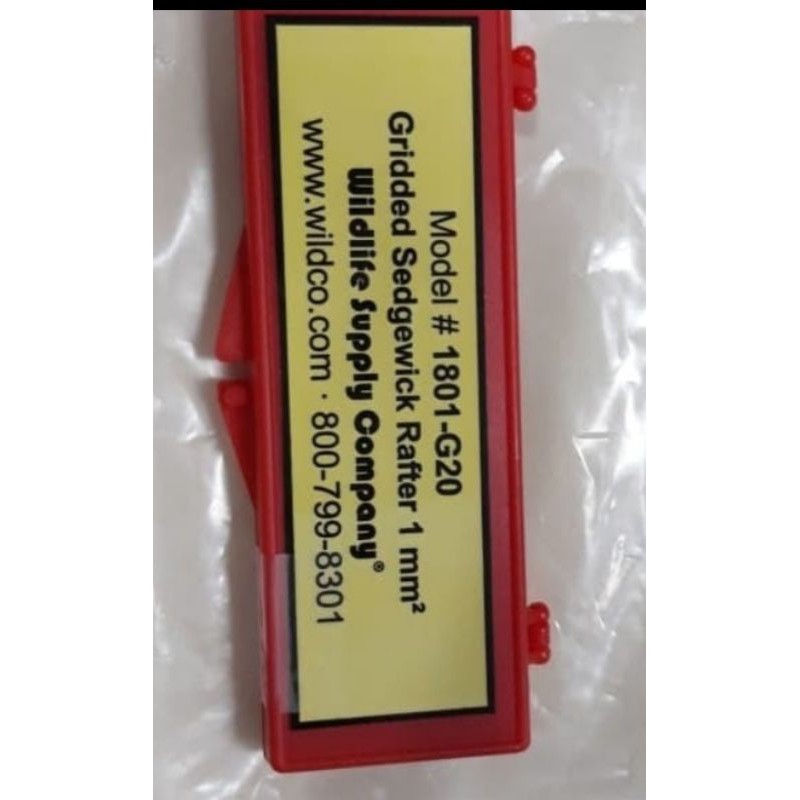 Model # 1801-G20
Gridded Sedgewick Rafter 1 mm²
Wildlife Supply Company®
www.wildco.com · 800-799-8301